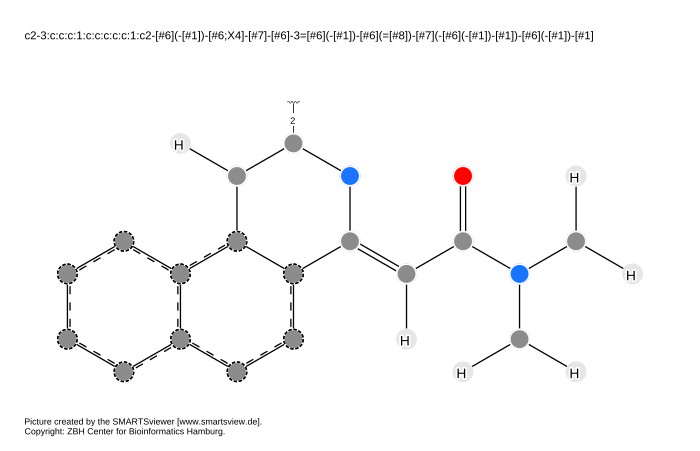 c2-3:c:c:c:1:c:c:c:c:c:1:c2-[#6](-[#1])-[#6;X4]-[#7]-[#6]-3=[#6](-[#1])-[#6](=[#8])-[#7](-[#6](-[#1])-[#1])-[#6](-[#1])-[#1]
2
H
H
H
H
H
H
Picture created by the SMARTSviewer [www.smartsview.de].
Copyright: ZBH Center for Bioinformatics Hamburg.